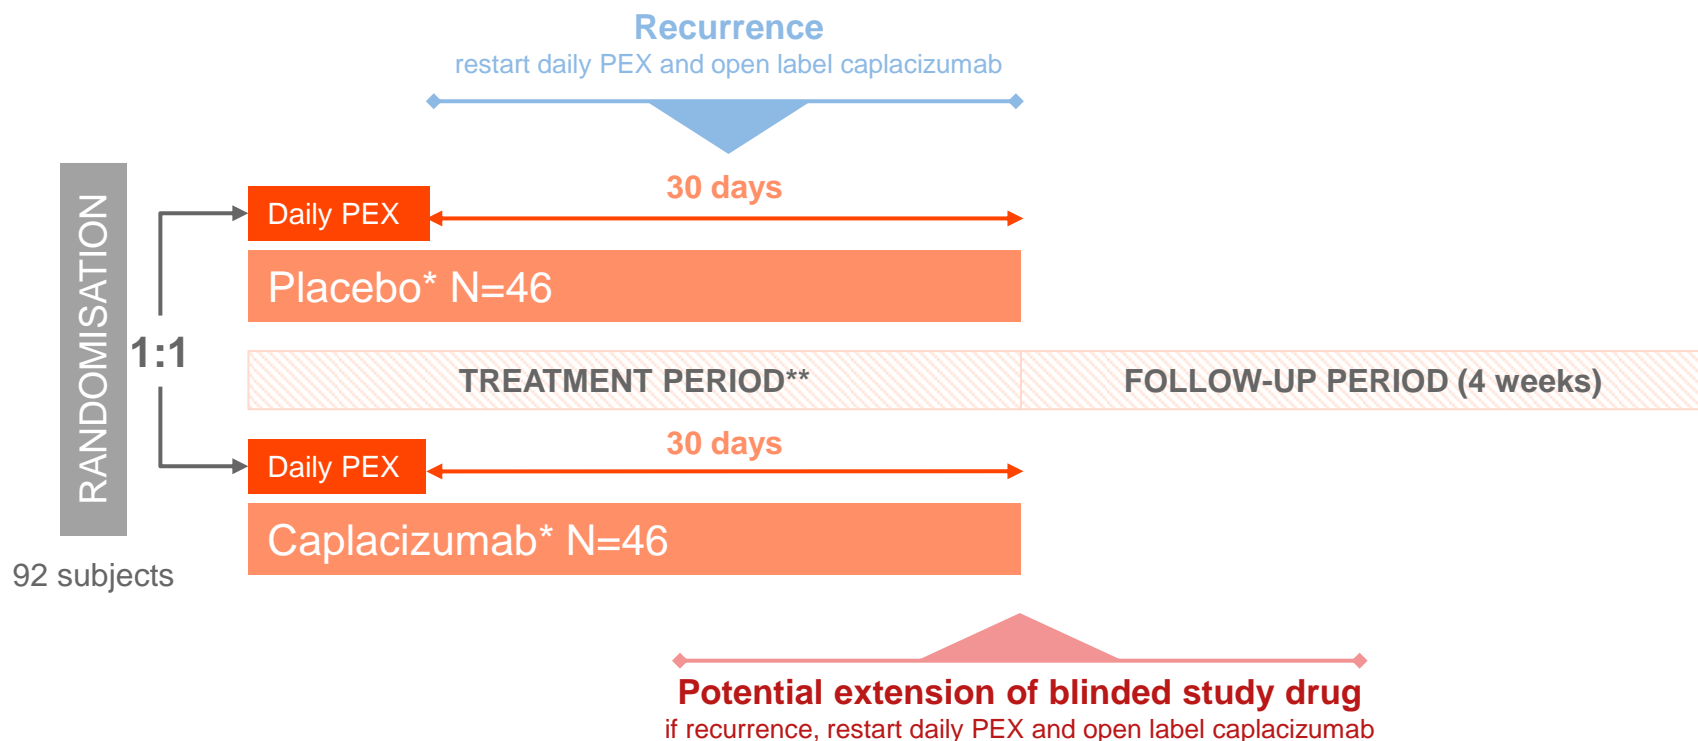 Recurrence
restart daily PEX and open label caplacizumab
30 days
Daily PEX
Placebo* N=46
RANDOMISATION
1:1
TREATMENT PERIOD**
FOLLOW-UP PERIOD (4 weeks)
30 days
Daily PEX
Caplacizumab* N=46
92 subjects
Potential extension of blinded study drug
if recurrence, restart daily PEX and open label caplacizumab